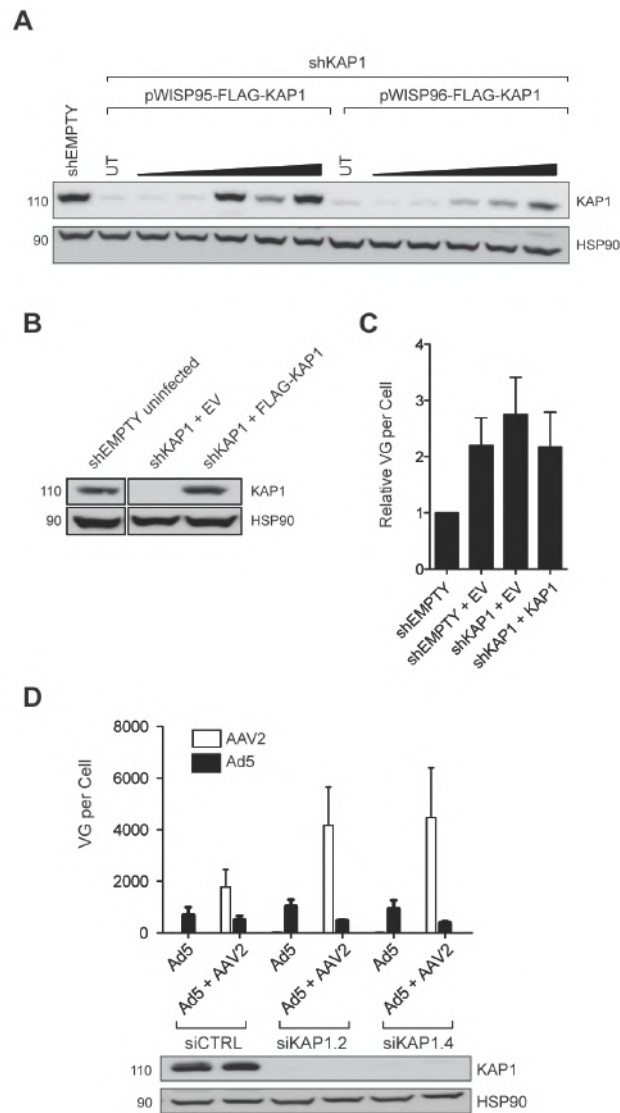 A
shKAP1
pWISP95-FLAG-KAP1 pWISP96-FLAG-KAP1
shEMPTY UT UT
110 KAP1
90 HSP90
B
shEMPTY uninfected
shKAP1 + EV
shKAP1 + FLAG-KAP1
110 KAP1
90 HSP90
C
Relative VG per Cell
4
3
2
1
0
shEMPTY
shEMPTY + EV
shKAP1 + EV
shKAP1 + KAP1
D
VG per Cell
8000
6000
4000
2000
0
AAV2
Ad5
Ad5 Ad5 + AAV2 Ad5 Ad5 + AAV2 Ad5 Ad5 + AAV2
siCTRL siKAP1.2 siKAP1.4
110 KAP1
90 HSP90